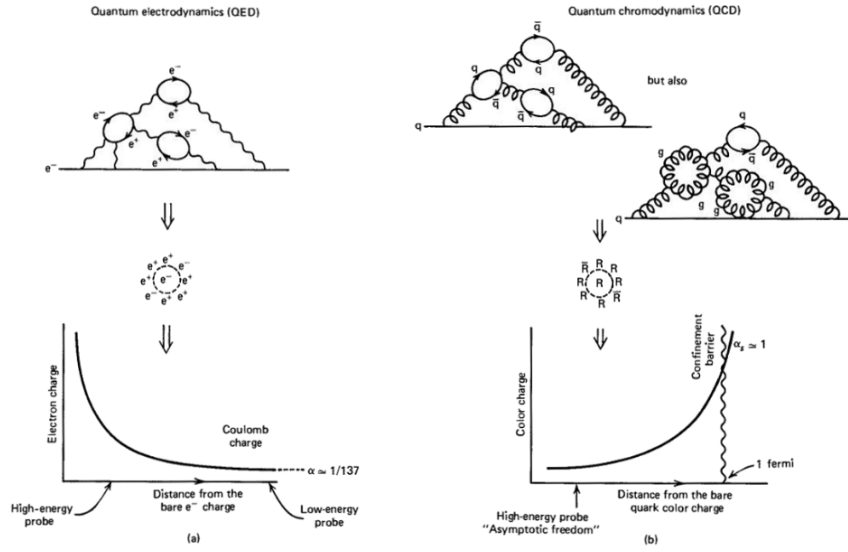 Quantum electrodynamics (QED)
e⁻
e⁺
e⁻
e⁺
e⁻
e⁺
e⁻
e⁺ e⁺ e⁻
e⁺ e⁻ e⁺
e⁻ e⁺ e⁺
Electron charge
Coulomb
charge
α ≃ 1/137
High-energy
probe
Distance from the
bare e⁻ charge
Low-energy
probe
(a)
Quantum chromodynamics (QCD)
q̄
q
q
q̄
q
q̄
q
but also
q
q̄
g
g
g
q
R̄ R R
R R R
R R R̄
Color charge
Confinement
barrier
αₛ ≃ 1
1 fermi
Distance from the bare
quark color charge
High-energy probe
"Asymptotic freedom"
(b)